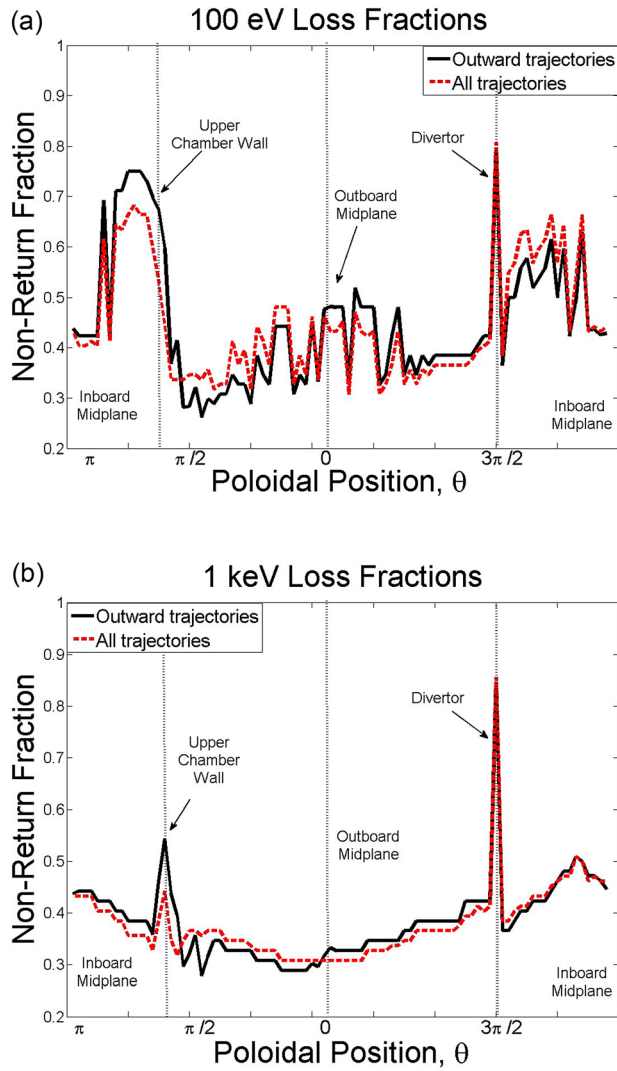 (a)
100 eV Loss Fractions
Outward trajectories
All trajectories
Upper
Chamber Wall
Divertor
Outboard
Midplane
Inboard
Midplane
Inboard
Midplane
Non-Return Fraction
1
0.9
0.8
0.7
0.6
0.5
0.4
0.3
0.2
π
π /2
0
3π /2
Poloidal Position, θ
(b)
1 keV Loss Fractions
Outward trajectories
All trajectories
Divertor
Upper
Chamber
Wall
Outboard
Midplane
Inboard
Midplane
Inboard
Midplane
Non-Return Fraction
1
0.9
0.8
0.7
0.6
0.5
0.4
0.3
0.2
π
π /2
0
3π /2
Poloidal Position, θ